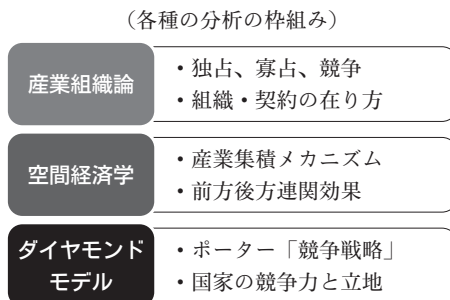 （各種の分析の枠組み）
産業組織論
・独占、寡占、競争
・組織・契約の在り方
空間経済学
・産業集積メカニズム
・前方後方連関効果
ダイヤモンド
モデル
・ポーター「競争戦略」
・国家の競争力と立地